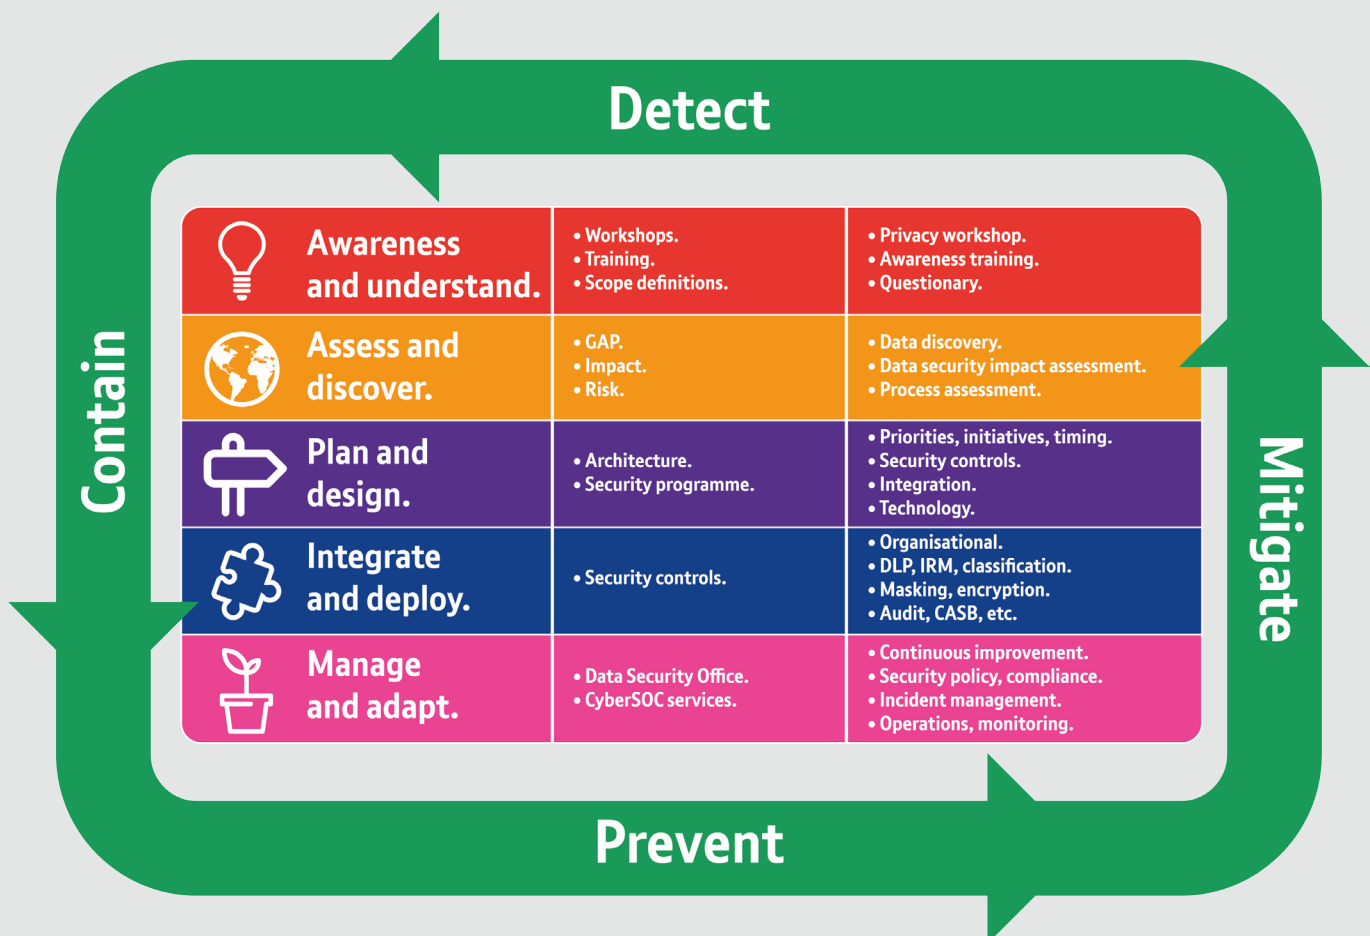 Detect
Contain
Awareness
and understand.
• Workshops.
• Training.
• Scope definitions.
• Privacy workshop.
• Awareness training.
• Questionary.
Assess and
discover.
• GAP.
• Impact.
• Risk.
• Data discovery.
• Data security impact assessment.
• Process assessment.
Plan and
design.
• Architecture.
• Security programme.
• Priorities, initiatives, timing.
• Security controls.
• Integration.
• Technology.
Integrate
and deploy.
• Security controls.
• Organisational.
• DLP, IRM, classification.
• Masking, encryption.
• Audit, CASB, etc.
Manage
and adapt.
• Data Security Office.
• CyberSOC services.
• Continuous improvement.
• Security policy, compliance.
• Incident management.
• Operations, monitoring.
Mitigate
Prevent